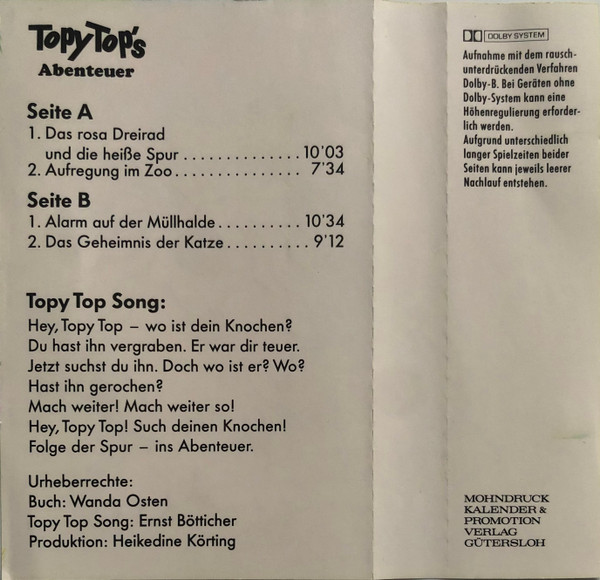 Topy Top's
Abenteuer
Seite A
1. Das rosa Dreirad
und die heiße Spur . . . . . . . . . . . . . . 10'03
2. Aufregung im Zoo . . . . . . . . . . . . . . . 7'34
Seite B
1. Alarm auf der Müllhalde . . . . . . . . . . 10'34
2. Das Geheimnis der Katze . . . . . . . . . . 9'12
Topy Top Song:
Hey, Topy Top – wo ist dein Knochen?
Du hast ihn vergraben. Er war dir teuer.
Jetzt suchst du ihn. Doch wo ist er? Wo?
Hast ihn gerochen?
Mach weiter! Mach weiter so!
Hey, Topy Top! Such deinen Knochen!
Folge der Spur – ins Abenteuer.
Urheberrechte:
Buch: Wanda Osten
Topy Top Song: Ernst Bötticher
Produktion: Heikedine Körting
DOLBY SYSTEM
Aufnahme mit dem rausch-
unterdrückenden Verfahren
Dolby-B. Bei Geräten ohne
Dolby-System kann eine
Höhenregulierung erforder-
lich werden.
Aufgrund unterschiedlich
langer Spielzeiten beider
Seiten kann jeweils leerer
Nachlauf entstehen.
MOHNDRUCK
KALENDER &
PROMOTION
VERLAG
GÜTERSLOH